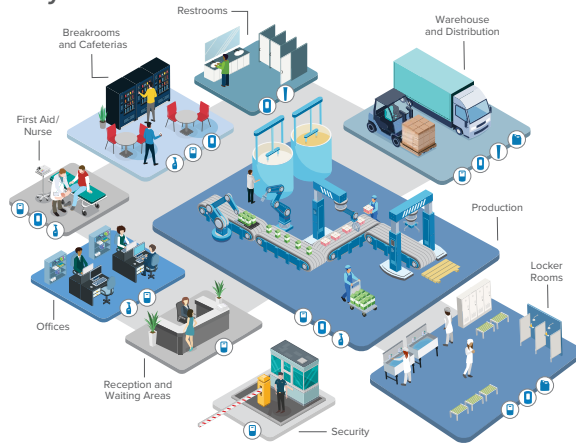 Restrooms
Breakrooms
and Cafeterias
Warehouse
and Distribution
First Aid/
Nurse
Production
Locker
Rooms
Offices
Reception and
Waiting Areas
Security